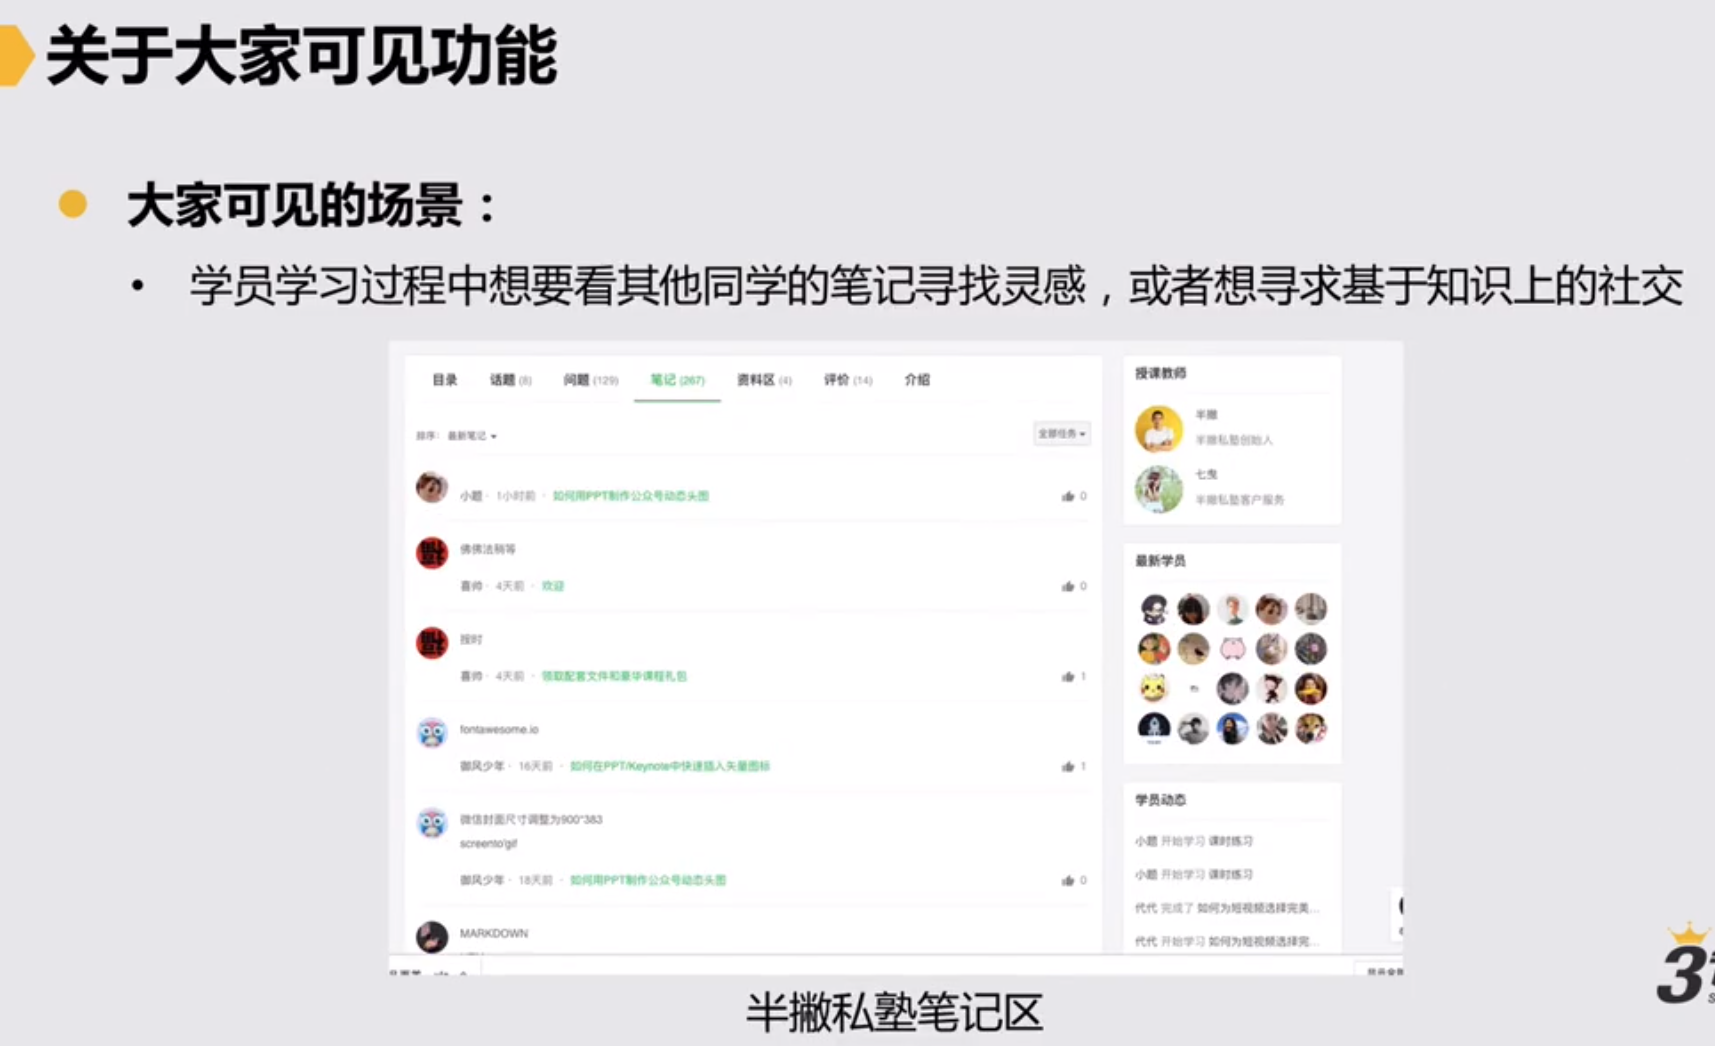 关于大家可见功能
大家可见的场景：
• 学员学习过程中想要看其他同学的笔记寻找灵感，或者想寻求基于知识上的社交
目录 话题 (8) 问题 (129) 笔记 (267) 资料区 (4) 评价 (14) 介绍
排序： 最新笔记
全部任务
小题 · 1小时前 · 如何用PPT制作公众号动态头图
0
佛佛法稍等
喜帅 · 4天前 · 欢迎
0
按时
喜帅 · 4天前 · 领取配套文件和豪华课程礼包
1
fontawesome.io
御风少年 · 16天前 · 如何在PPT/Keynote中快速插入矢量图标
1
微信封面尺寸调整为900*383
screento'gif
御风少年 · 18天前 · 如何用PPT制作公众号动态头图
0
MARKDOWN
授课教师
半撇
半撇私塾创始人
七曳
半撇私塾客户服务
最新学员
学员动态
小题 开始学习 课时练习
小题 开始学习 课时练习
代代 完成了 如何为短视频选择完美...
代代 开始学习 如何为短视频选择完...
半撇私塾笔记区
3